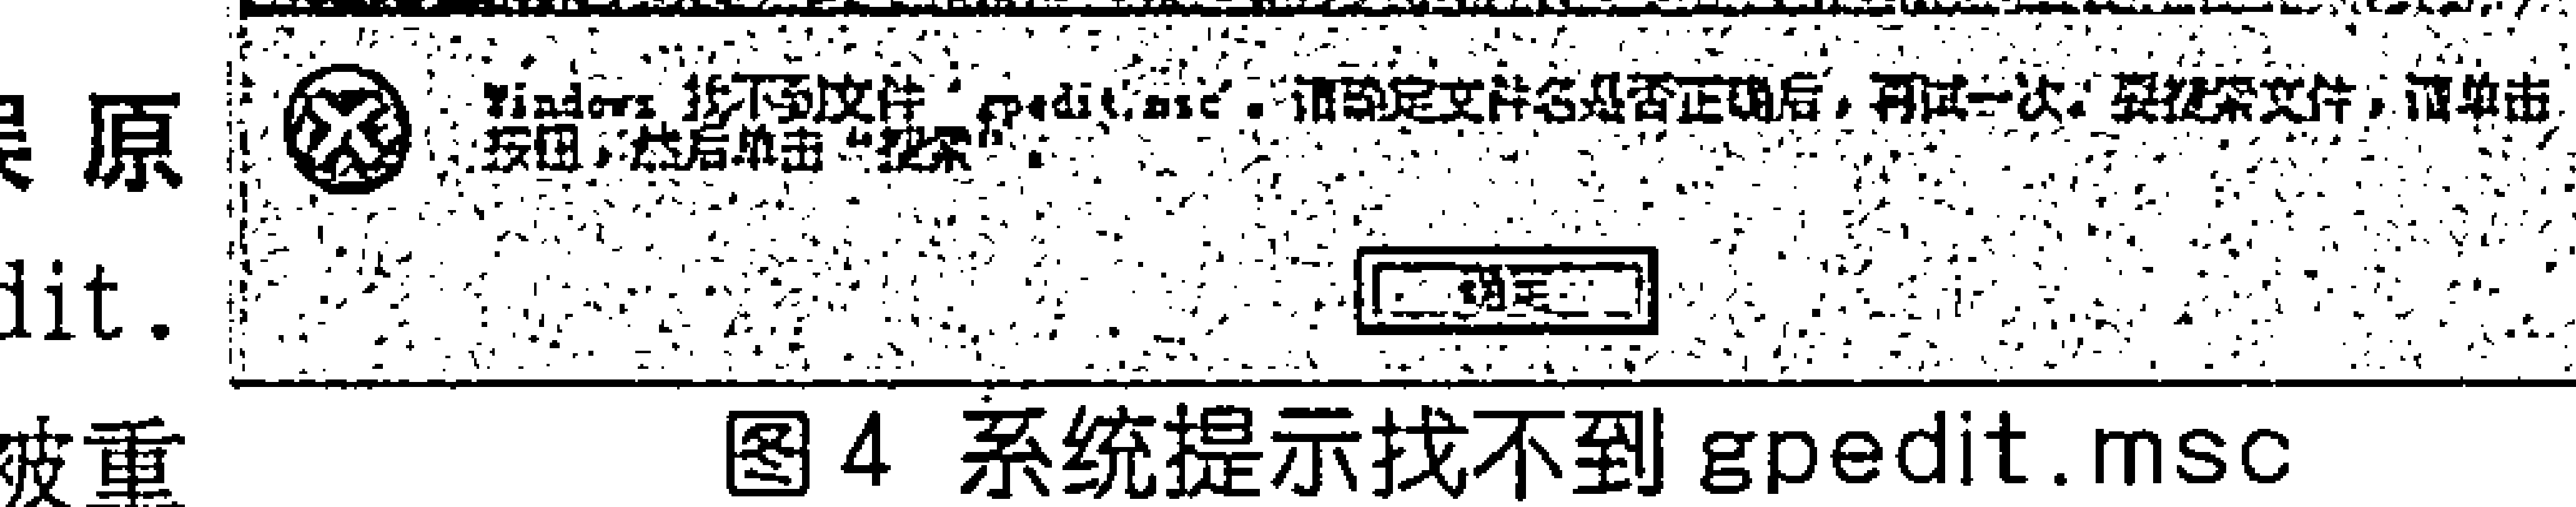 原
dit.
被重
Windows 找不到文件 'gpedit.msc'。请确定文件名是否正确后，再试一次。要搜索文件，请单击
按钮，然后单击“搜索”。
确定
图 4 系统提示找不到 gpedit.msc